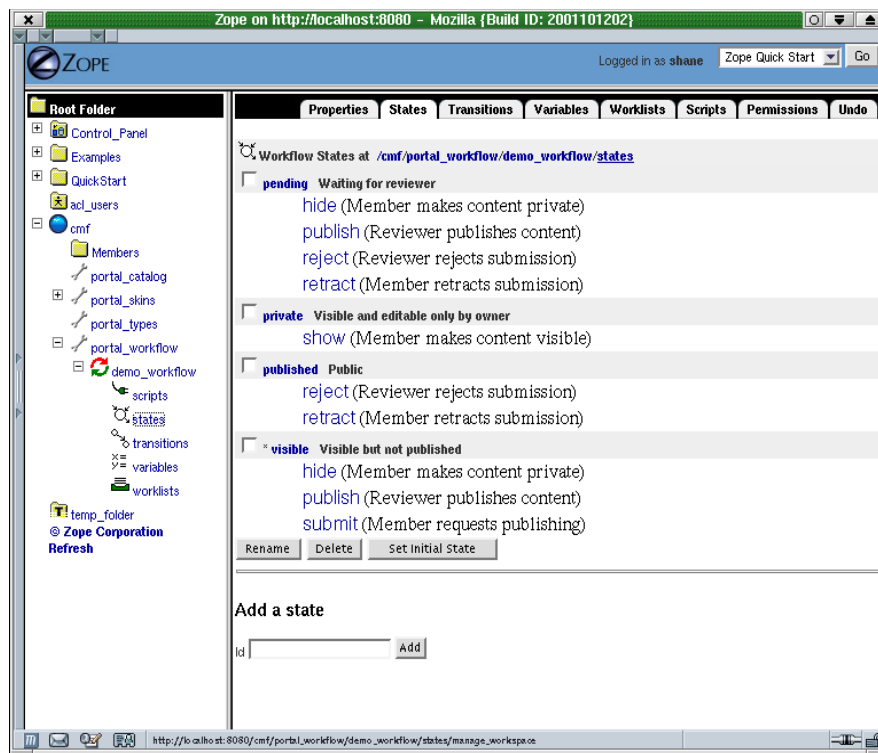 Zope on http://localhost:8080 - Mozilla {Build ID: 2001101202}
ZOPE
Logged in as shane
Zope Quick Start
Go
Root Folder
Control_Panel
Examples
QuickStart
acl_users
cmf
Members
portal_catalog
portal_skins
portal_types
portal_workflow
demo_workflow
scripts
states
transitions
variables
worklists
temp_folder
© Zope Corporation
Refresh
Properties States Transitions Variables Worklists Scripts Permissions Undo
Workflow States at /cmf/portal_workflow/demo_workflow/states
pending Waiting for reviewer
hide (Member makes content private)
publish (Reviewer publishes content)
reject (Reviewer rejects submission)
retract (Member retracts submission)
private Visible and editable only by owner
show (Member makes content visible)
published Public
reject (Reviewer rejects submission)
retract (Member retracts submission)
* visible Visible but not published
hide (Member makes content private)
publish (Reviewer publishes content)
submit (Member requests publishing)
Rename Delete Set Initial State
Add a state
Id Add
http://localhost:8080/cmf/portal_workflow/demo_workflow/states/manage_workspace